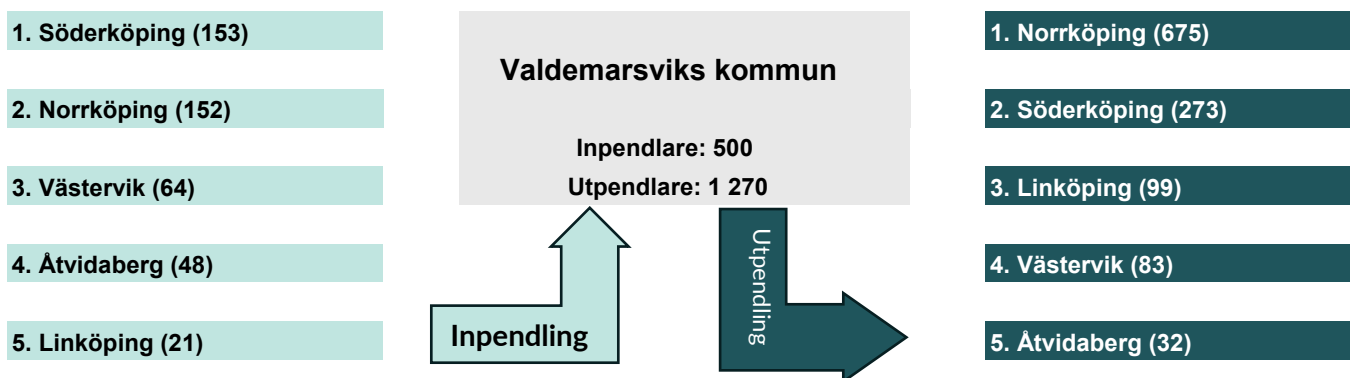 1. Söderköping (153)
2. Norrköping (152)
3. Västervik (64)
4. Åtvidaberg (48)
5. Linköping (21)
Valdemarsviks kommun
Inpendlare: 500
Utpendlare: 1 270
Inpendling
Utpendling
1. Norrköping (675)
2. Söderköping (273)
3. Linköping (99)
4. Västervik (83)
5. Åtvidaberg (32)